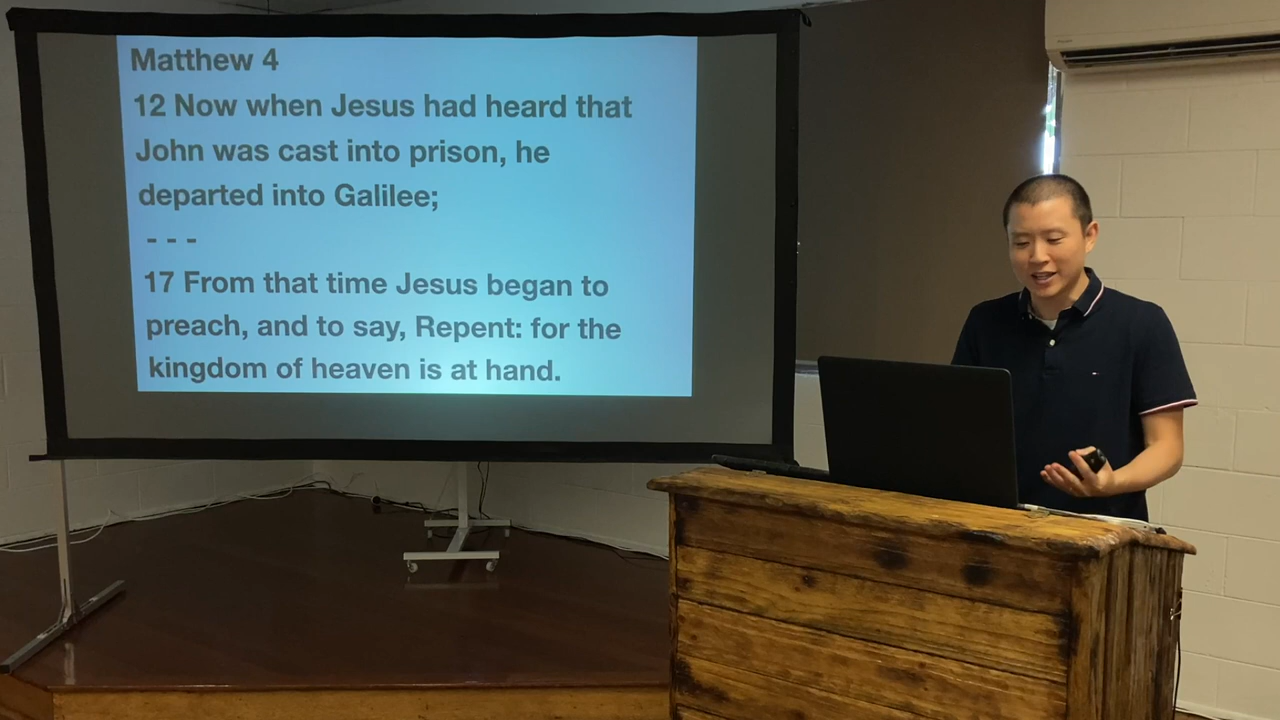 Matthew 4
12 Now when Jesus had heard that
John was cast into prison, he
departed into Galilee;
- - -
17 From that time Jesus began to
preach, and to say, Repent: for the
kingdom of heaven is at hand.